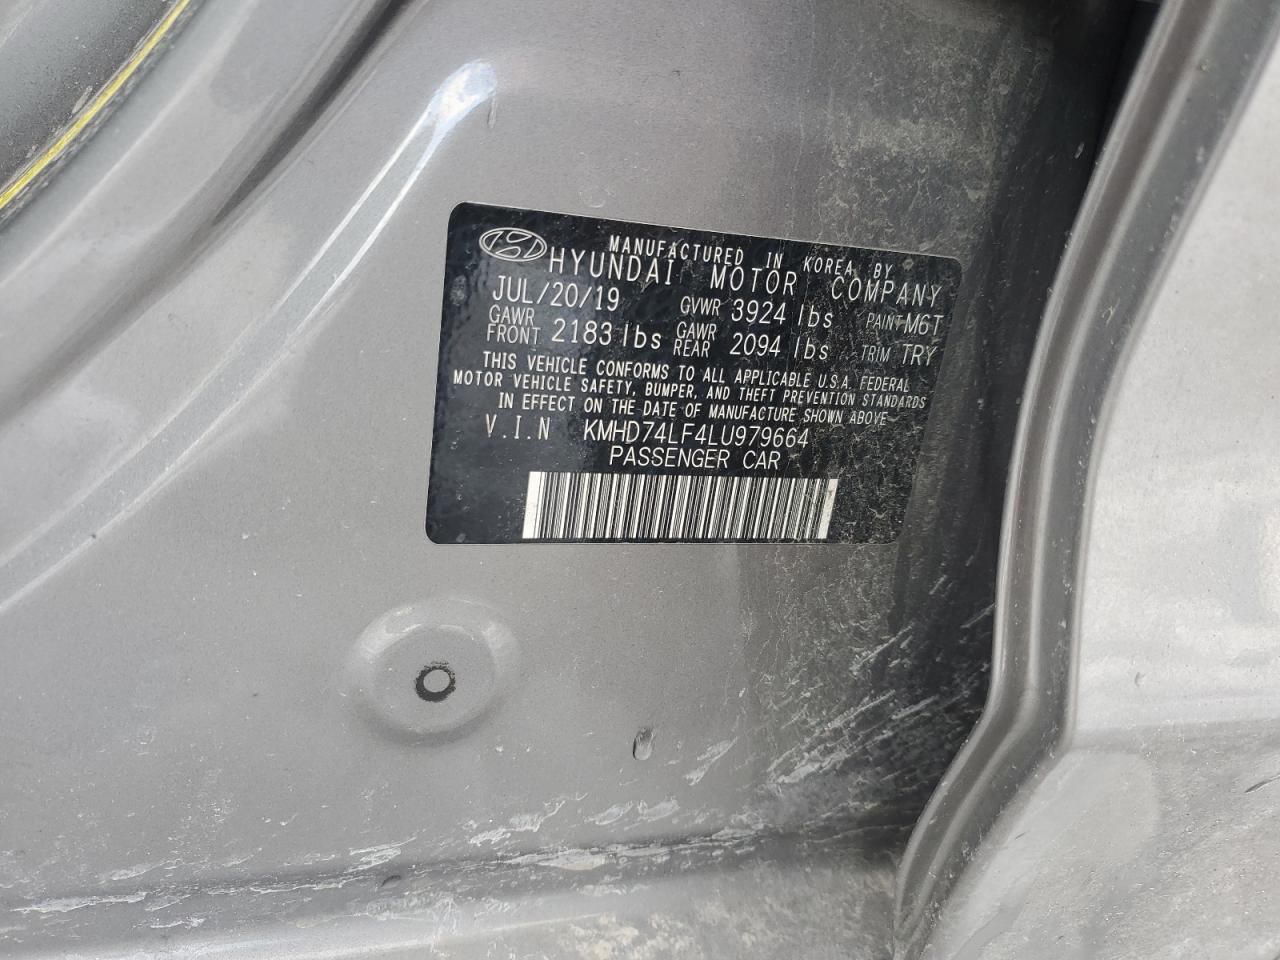 MANUFACTURED IN KOREA BY
HYUNDAI MOTOR COMPANY
JUL/20/19 GVWR 3924 lbs PAINT M6T
GAWR FRONT 2183 lbs GAWR REAR 2094 lbs TRIM TRY
THIS VEHICLE CONFORMS TO ALL APPLICABLE U.S.A. FEDERAL
MOTOR VEHICLE SAFETY, BUMPER, AND THEFT PREVENTION STANDARDS
IN EFFECT ON THE DATE OF MANUFACTURE SHOWN ABOVE
V.I.N KMHD74LF4LU979664
PASSENGER CAR